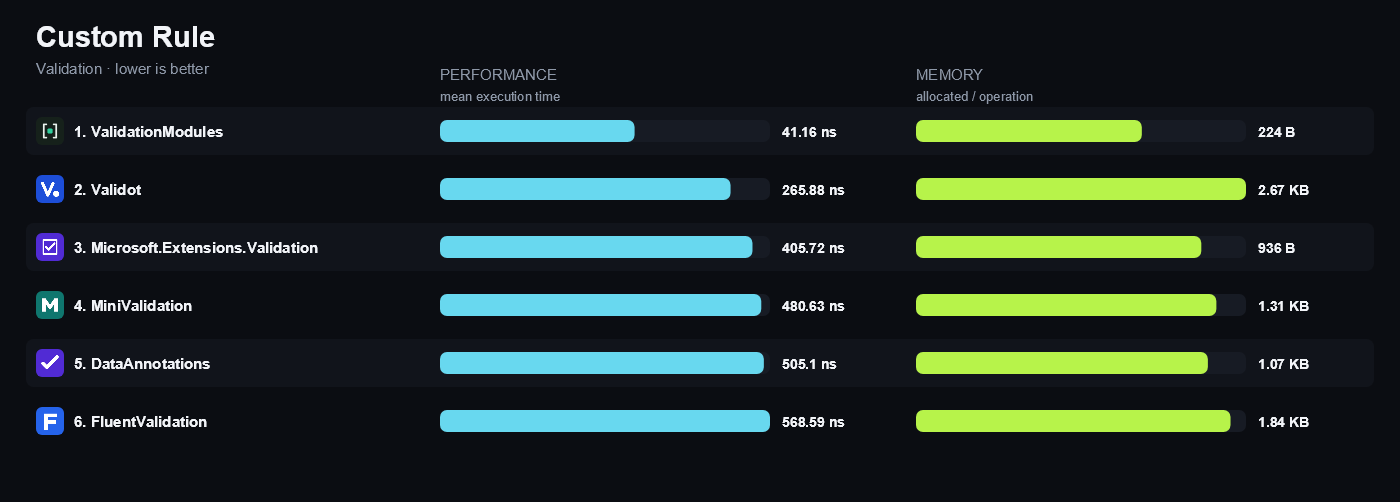 Custom Rule
Validation · lower is better
PERFORMANCE
mean execution time
MEMORY
allocated / operation
1. ValidationModules 41.16 ns 224 B
V. 2. Validot 265.88 ns 2.67 KB
3. Microsoft.Extensions.Validation 405.72 ns 936 B
M 4. MiniValidation 480.63 ns 1.31 KB
5. DataAnnotations 505.1 ns 1.07 KB
F 6. FluentValidation 568.59 ns 1.84 KB